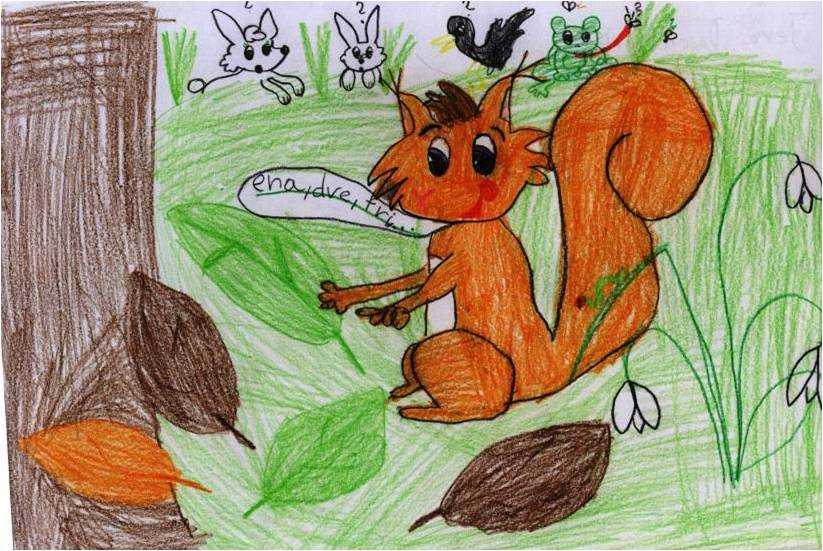 ? ? ?
ena, dve, tri...